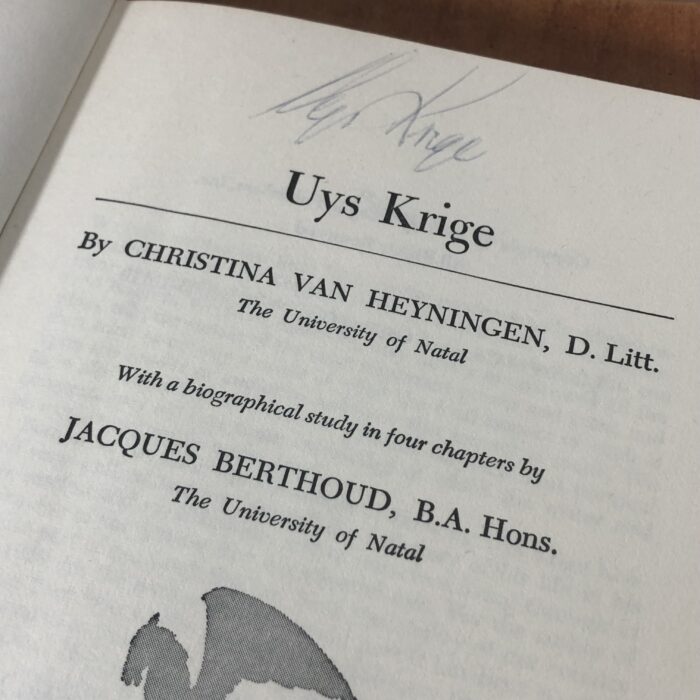 Uys Krige
Uys Krige
By CHRISTINA VAN HEYNINGEN, D. Litt.
The University of Natal
With a biographical study in four chapters by
JACQUES BERTHOUD, B.A. Hons.
The University of Natal